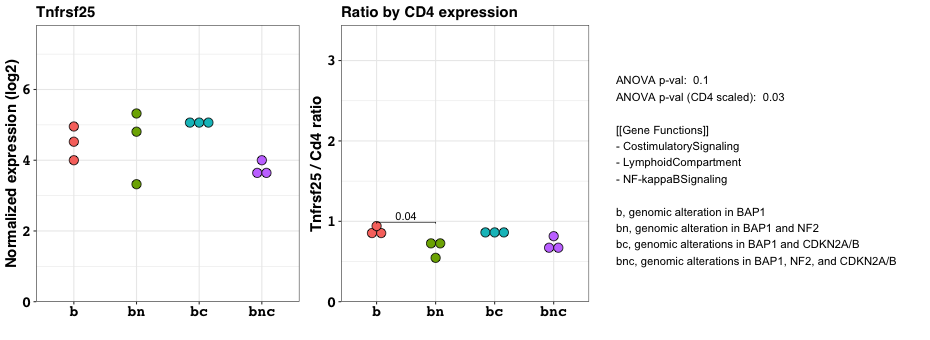 Tnfrsf25
Normalized expression (log2)
6
4
2
0
b bn bc bnc
Ratio by CD4 expression
Tnfrsf25 / Cd4 ratio
3
2
1
0
0.04
b bn bc bnc
ANOVA p-val: 0.1
ANOVA p-val (CD4 scaled): 0.03
[[Gene Functions]]
- CostimulatorySignaling
- LymphoidCompartment
- NF-kappaBSignaling
b, genomic alteration in BAP1
bn, genomic alteration in BAP1 and NF2
bc, genomic alterations in BAP1 and CDKN2A/B
bnc, genomic alterations in BAP1, NF2, and CDKN2A/B